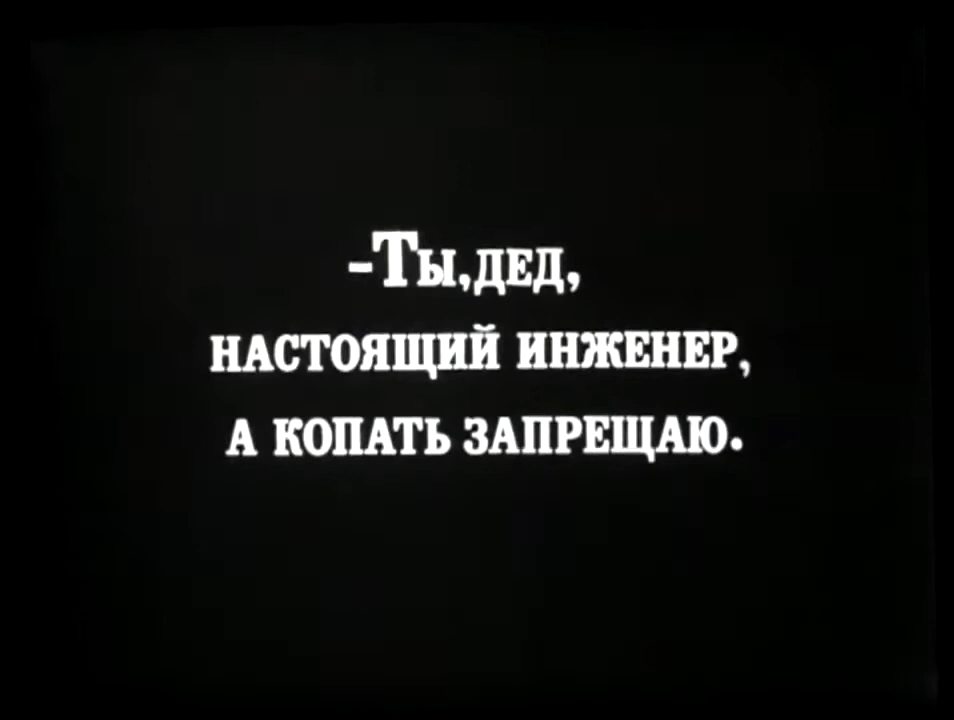 -Ты,дед,
настоящий инженер,
а копать запрещаю.